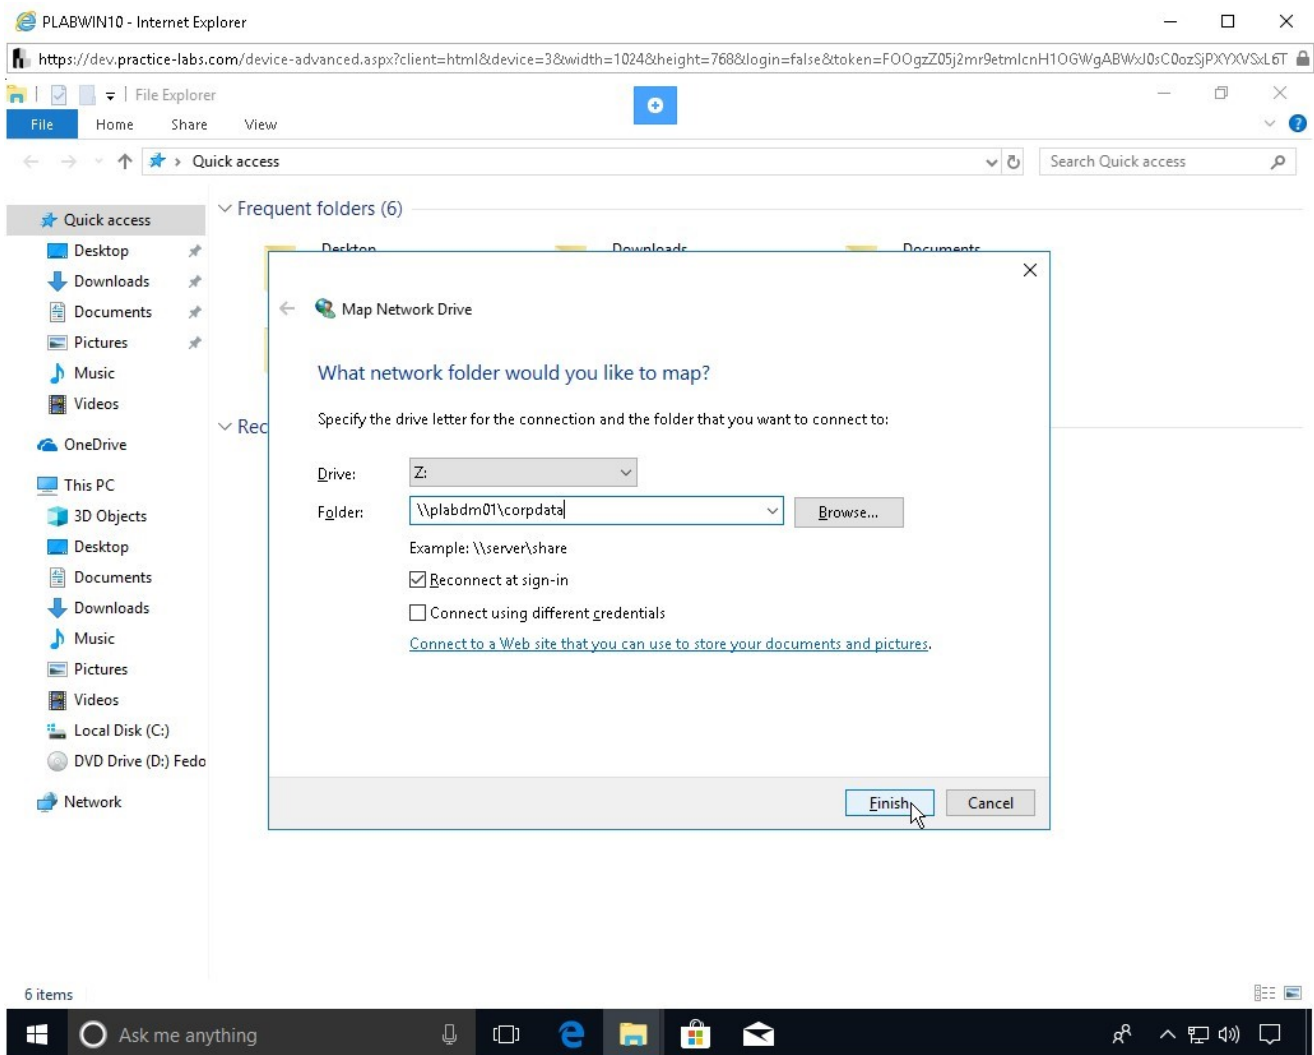 PLABWIN10 - Internet Explorer
https://dev.practice-labs.com/device-advanced.aspx?client=html&device=3&width=1024&height=768&login=false&token=FOOgzZ05j2mr9etmlcnH1OGWgABWxJ0sC0ozSjPXYXVSxL6T
File Explorer
File Home Share View
Quick access
Search Quick access
Quick access
Desktop
Downloads
Documents
Pictures
Music
Videos
OneDrive
This PC
3D Objects
Desktop
Documents
Downloads
Music
Pictures
Videos
Local Disk (C:)
DVD Drive (D:) Fedo
Network
Frequent folders (6)
Desktop Downloads Documents
Rec
Map Network Drive
What network folder would you like to map?
Specify the drive letter for the connection and the folder that you want to connect to:
Drive: Z:
Folder: \\plabdm01\corpdata Browse...
Example: \\server\share
Reconnect at sign-in
Connect using different credentials
Connect to a Web site that you can use to store your documents and pictures.
Finish Cancel
6 items
Ask me anything